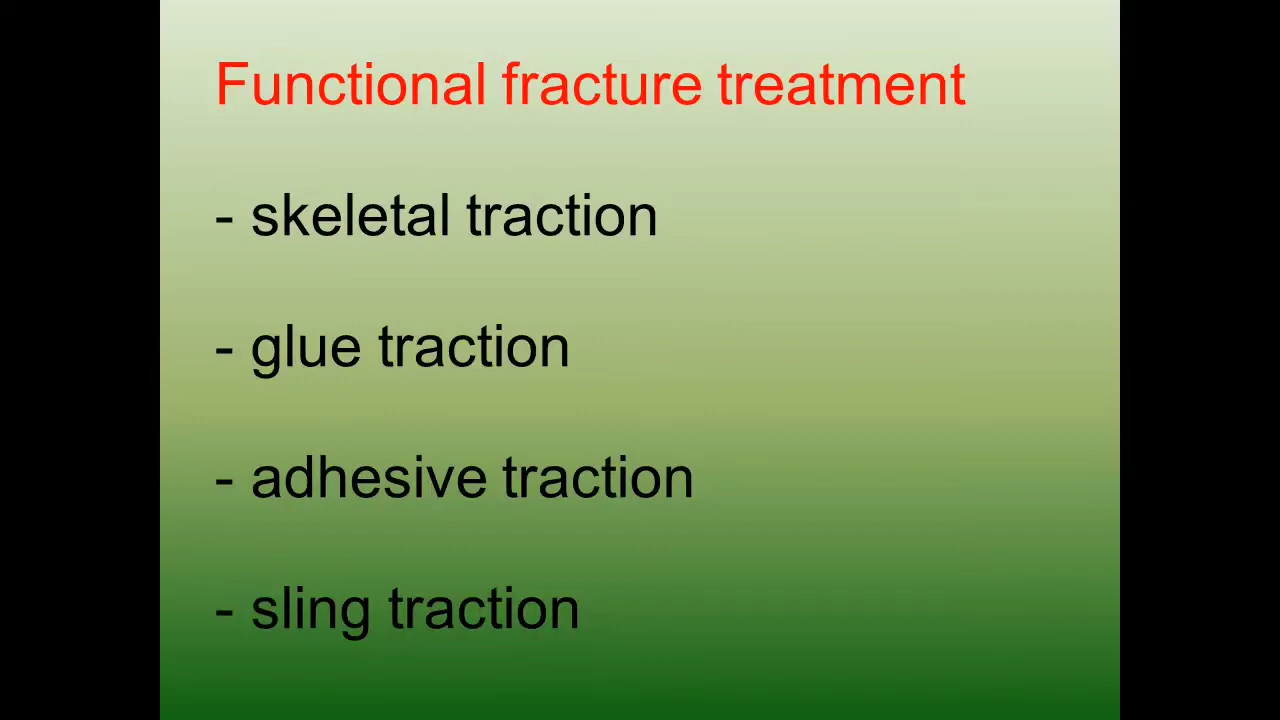 Functional fracture treatment
- skeletal traction
- glue traction
- adhesive traction
- sling traction